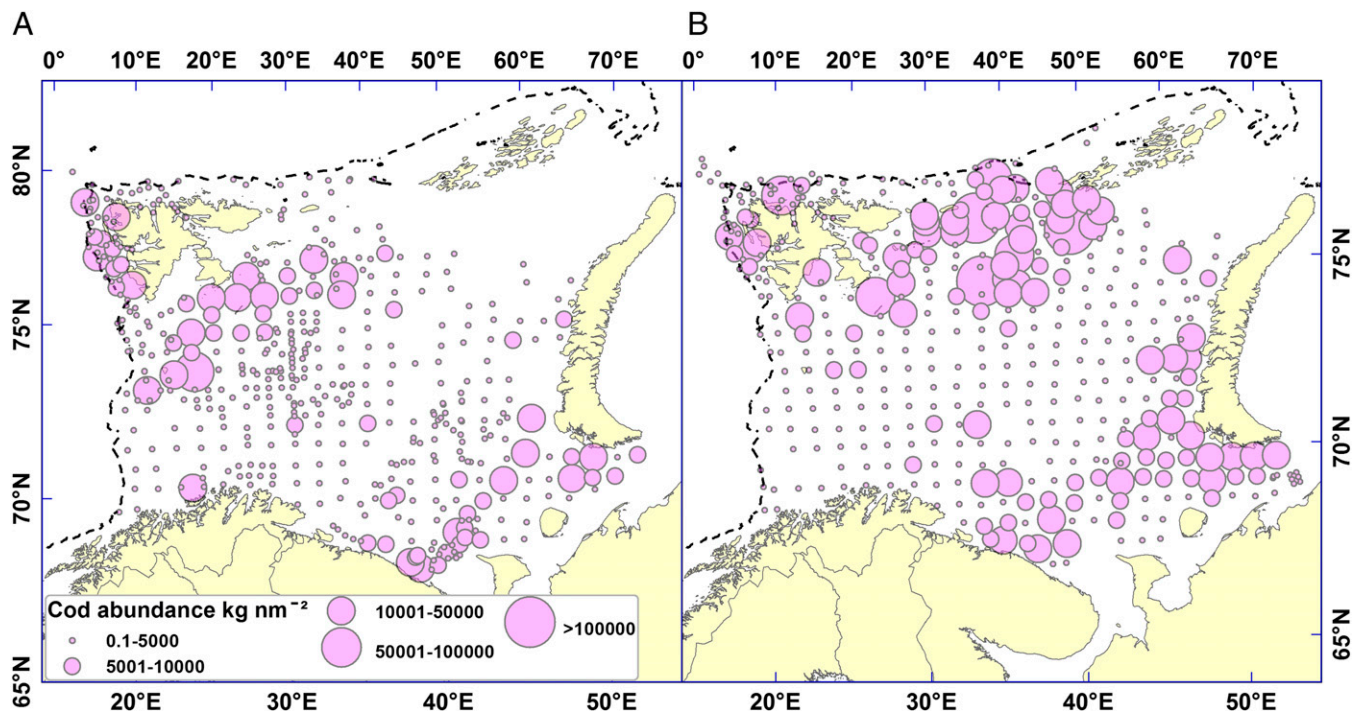 A
B
0° 10°E 20°E 30°E 40°E 50°E 60°E 70°E
0° 10°E 20°E 30°E 40°E 50°E 60°E 70°E
80°N
75°N
75°N
70°N
70°N
65°N
65°N
Cod abundance kg nm⁻²
0.1-5000
5001-10000
10001-50000
50001-100000
>100000
20°E 30°E 40°E 50°E
20°E 30°E 40°E 50°E